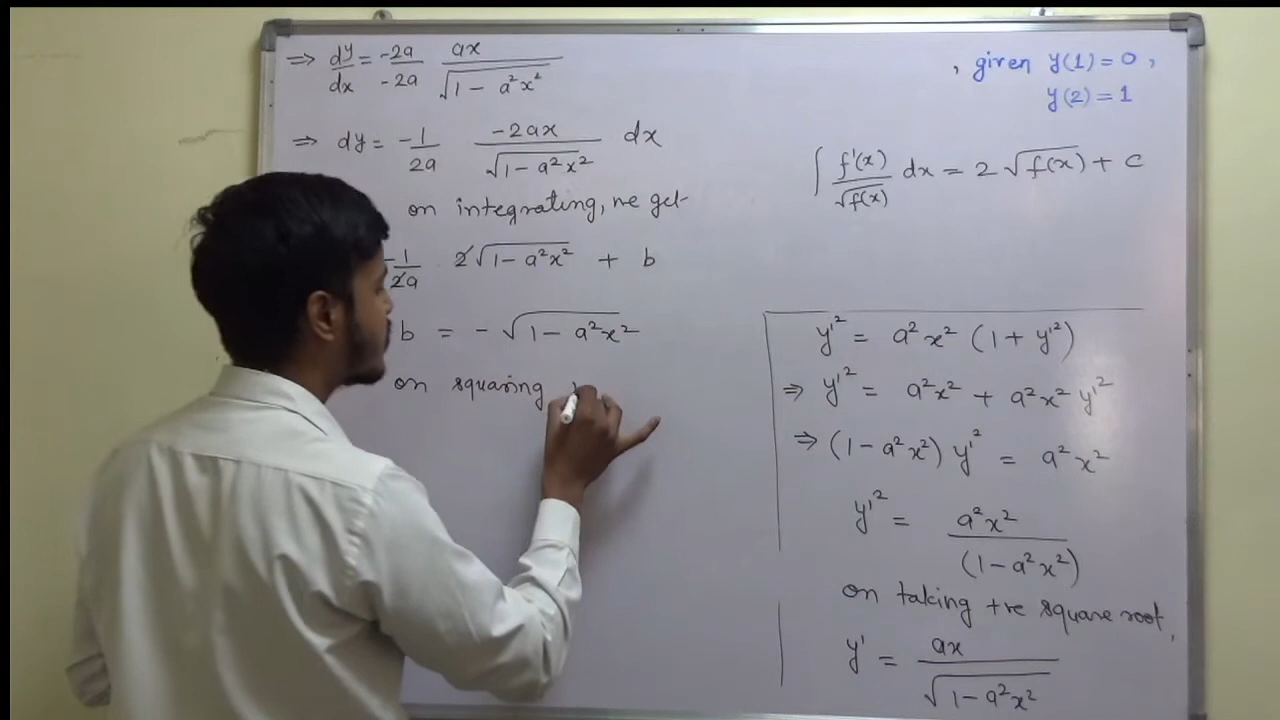 ⇒ dy/dx = -2a/-2a ax/√(1 - a²x²)
⇒ dy = -1/2a -2ax/√(1 - a²x²) dx
on integrating, we get-
-1/2a 2√(1 - a²x²) + b
b = - √(1 - a²x²)
on squaring
, given y(1) = 0,
y(2) = 1
∫ f'(x)/√f(x) dx = 2 √f(x) + c
y'² = a²x² (1 + y'²)
⇒ y'² = a²x² + a²x² y'²
⇒ (1 - a²x²) y'² = a²x²
y'² = a²x²/(1 - a²x²)
on taking +ve square root,
y' = ax/√(1 - a²x²)